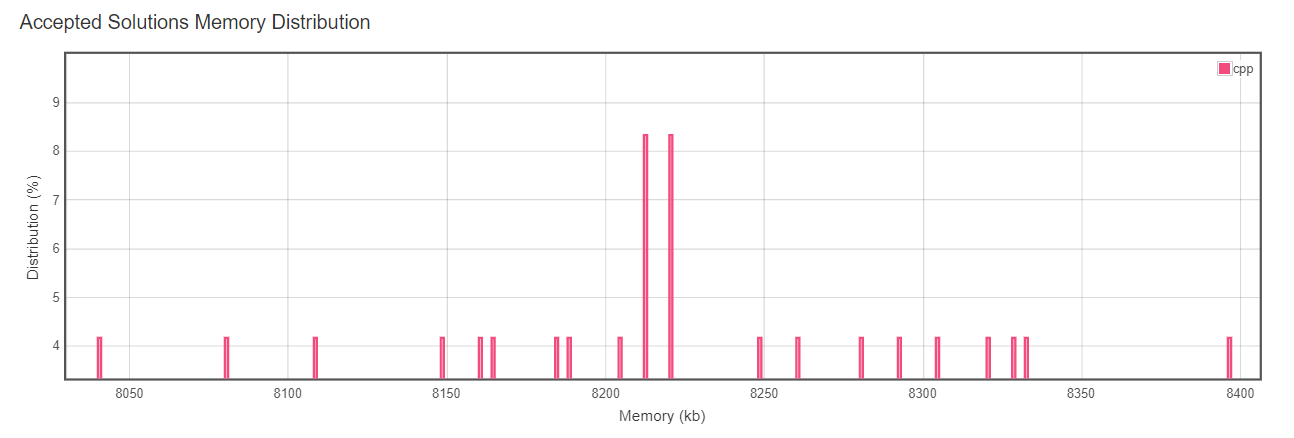 Accepted Solutions Memory Distribution
cpp
9
8
7
6
5
4
Distribution (%)
8050 8100 8150 8200 8250 8300 8350 8400
Memory (kb)